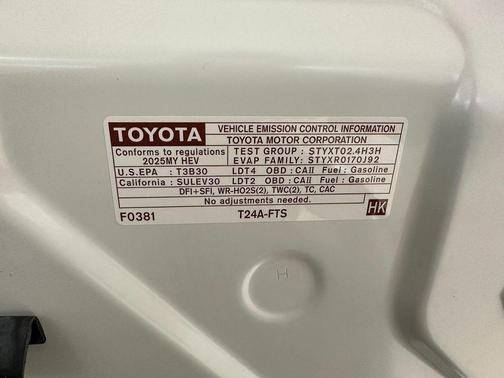 TOYOTA VEHICLE EMISSION CONTROL INFORMATION
TOYOTA MOTOR CORPORATION
Conforms to regulations TEST GROUP : STYXT02.4H3H
2025MY HEV EVAP FAMILY: STYXR0170J92
U.S.EPA : T3B30 LDT4 OBD : CAII Fuel : Gasoline
California : SULEV30 LDT2 OBD : CAII Fuel : Gasoline
DFI+SFI, WR-HO2S(2), TWC(2), TC, CAC
No adjustments needed.
F0381 T24A-FTS HK
H